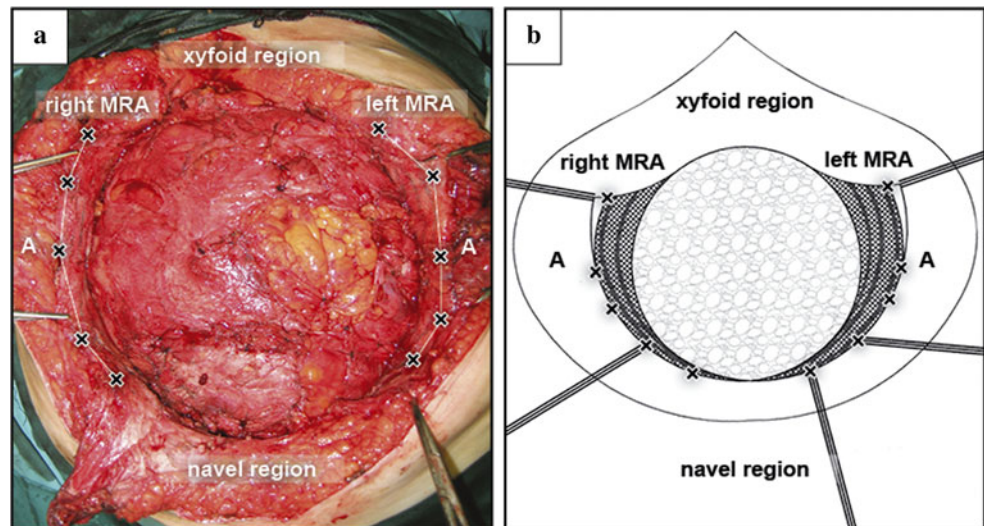 a
xyfoid region
right MRA
left MRA
A
A
navel region
b
xyfoid region
right MRA
left MRA
A
A
navel region